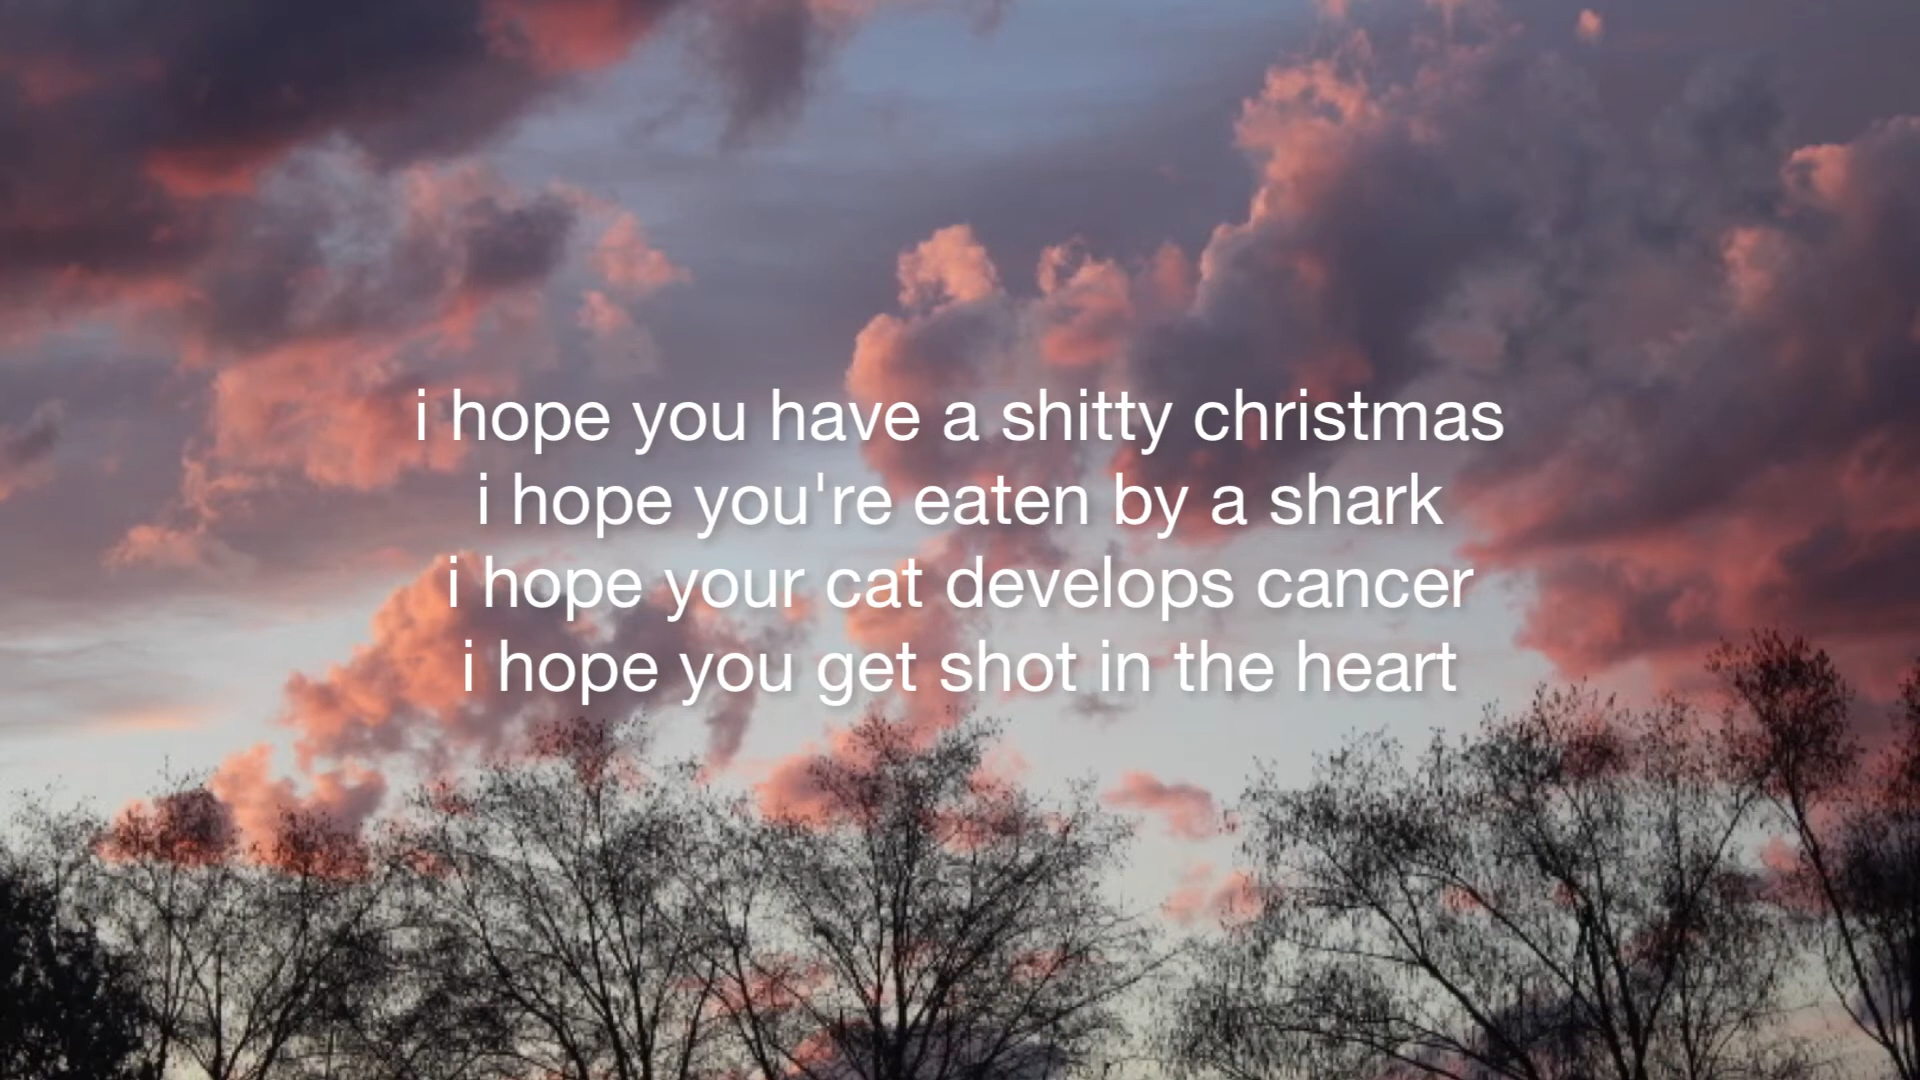 i hope you have a shitty christmas
i hope you're eaten by a shark
i hope your cat develops cancer
i hope you get shot in the heart